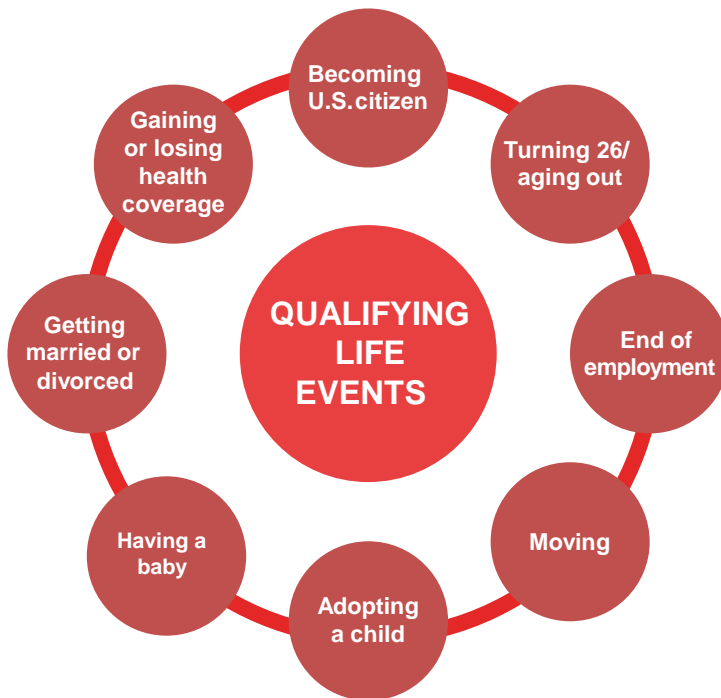 QUALIFYING
LIFE
EVENTS
Becoming
U.S. citizen
Turning 26/
aging out
End of
employment
Moving
Adopting
a child
Having a
baby
Getting
married or
divorced
Gaining
or losing
health
coverage